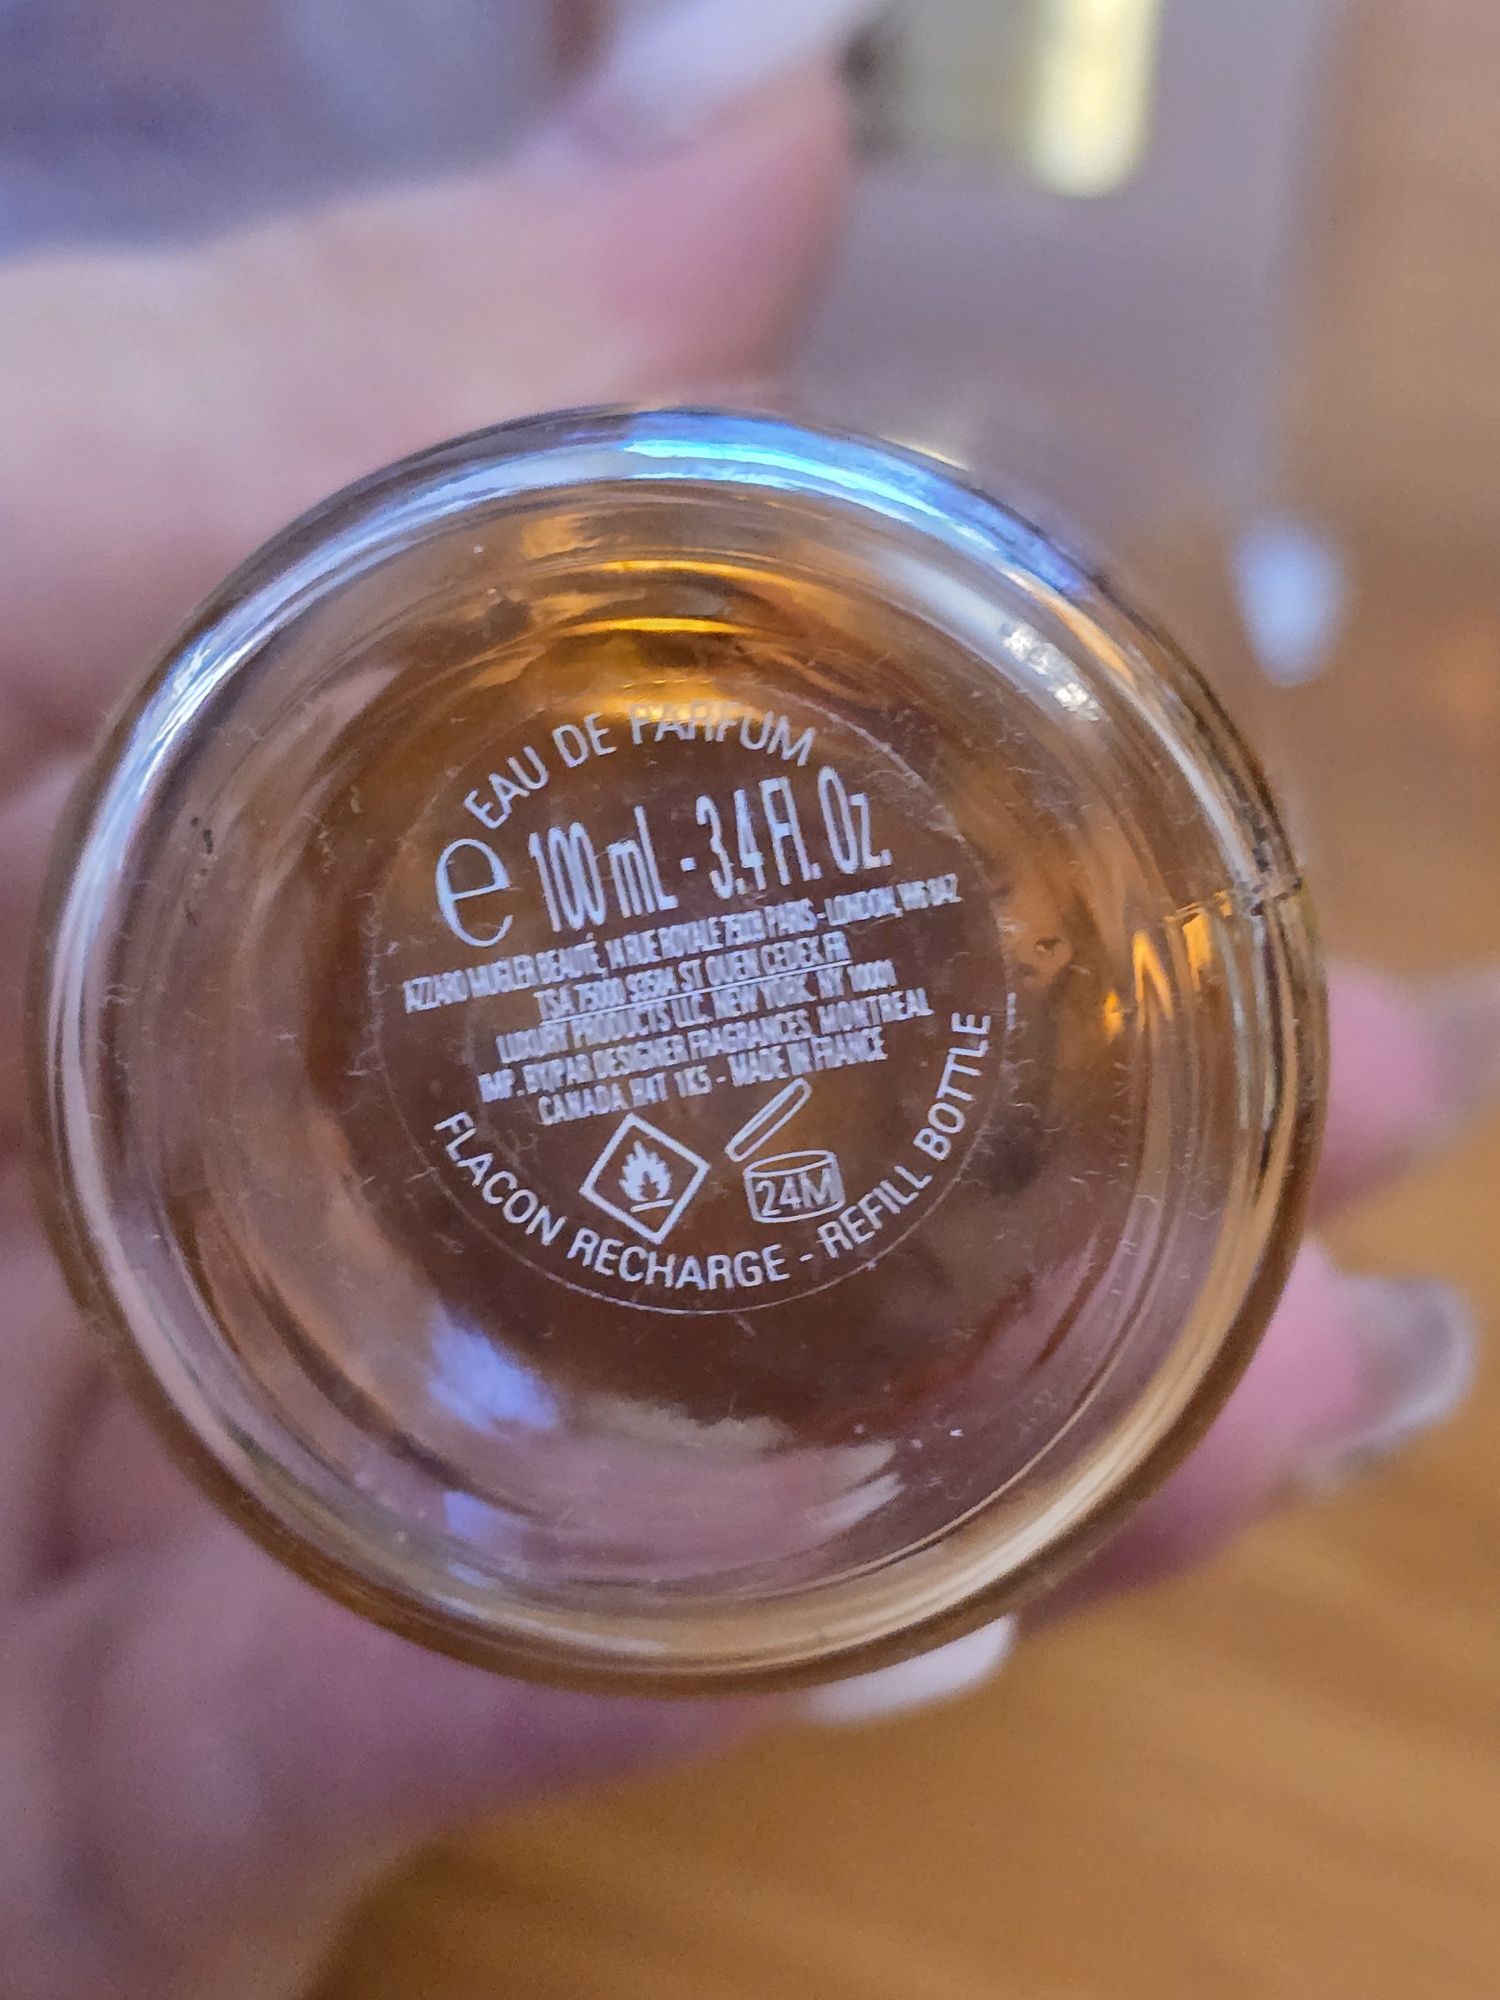 EAU DE PARFUM
e 100 mL - 3.4 Fl. Oz.
AZZARO MUGLER BEAUTÉ, 14 RUE ROYALE 75008 PARIS - LONDON, W6 8AZ
TSA 75000 93584 ST OUEN CEDEX FR
LUXURY PRODUCTS LLC, NEW YORK, NY 10001
IMP. BY/PAR DESIGNER FRAGRANCES, MONTREAL
CANADA H4T 1K5 - MADE IN FRANCE
24M
FLACON RECHARGE - REFILL BOTTLE